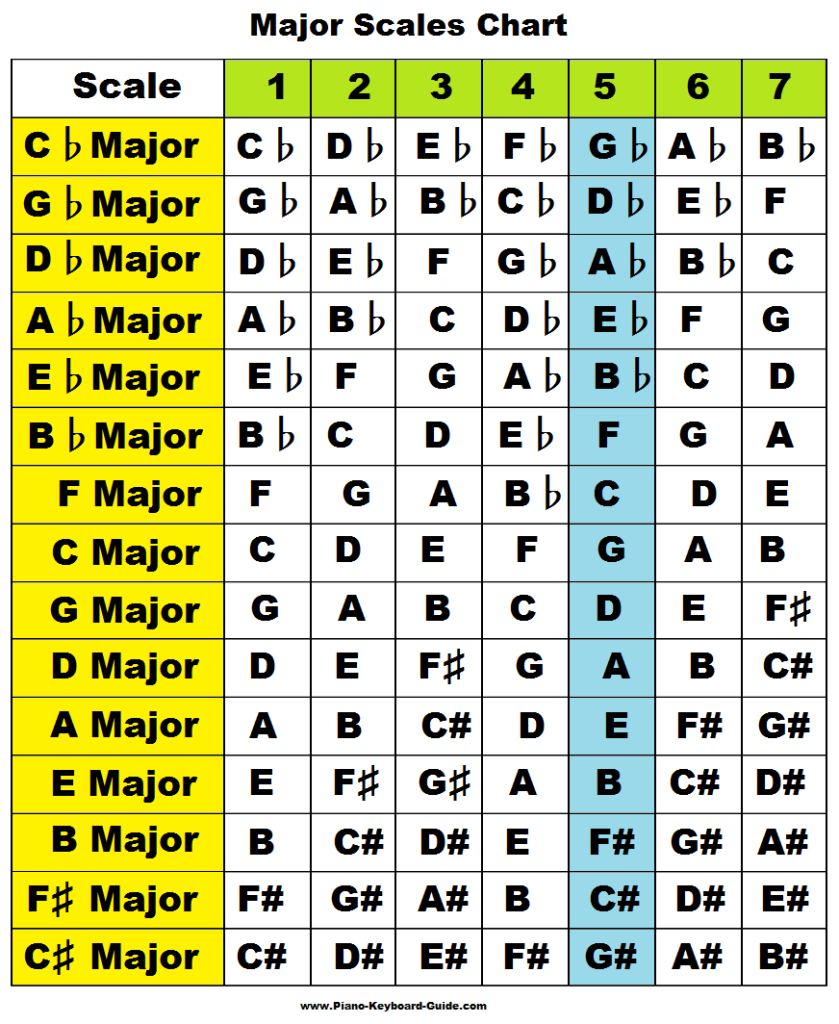 Major Scales Chart
Scale 1 2 3 4 5 6 7
C♭Major C♭ D♭ E♭ F♭ G♭ A♭ B♭
G♭Major G♭ A♭ B♭ C♭ D♭ E♭ F
D♭Major D♭ E♭ F G♭ A♭ B♭ C
A♭Major A♭ B♭ C D♭ E♭ F G
E♭Major E♭ F G A♭ B♭ C D
B♭Major B♭ C D E♭ F G A
F Major F G A B♭ C D E
C Major C D E F G A B
G Major G A B C D E F♯
D Major D E F♯ G A B C#
A Major A B C# D E F# G#
E Major E F♯ G♯ A B C# D#
B Major B C# D# E F# G# A#
F♯ Major F# G# A# B C# D# E#
C♯ Major C# D# E# F# G# A# B#
www.Piano-Keyboard-Guide.com